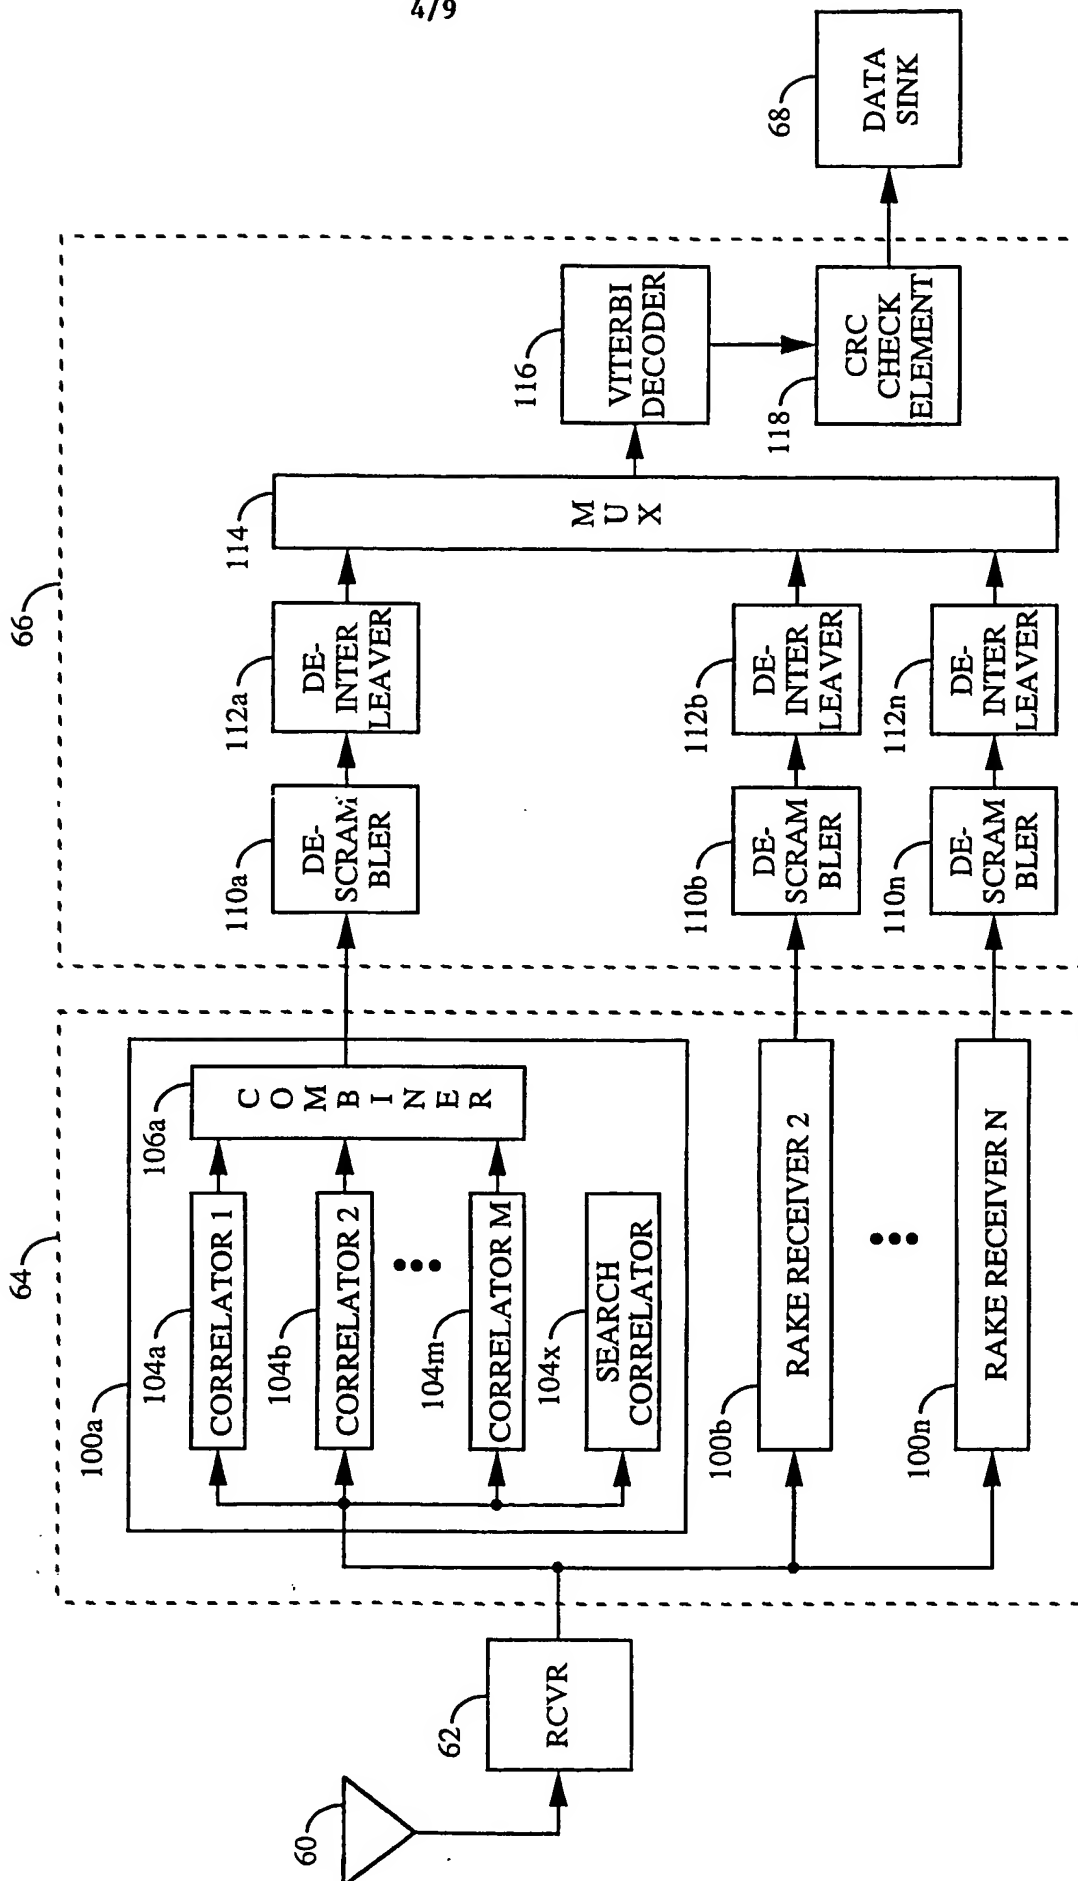 4/9
60
62
RCVR
64
100a
104a
CORRELATOR 1
104b
CORRELATOR 2
104m
CORRELATOR M
104x
SEARCH
CORRELATOR
106a
COMBINER
100b
RAKE RECEIVER 2
100n
RAKE RECEIVER N
66
110a
DE-
SCRAM
BLER
112a
DE-
INTER
LEAVER
110b
DE-
SCRAM
BLER
112b
DE-
INTER
LEAVER
110n
DE-
SCRAM
BLER
112n
DE-
INTER
LEAVER
114
M
U
X
116
VITERBI
DECODER
118
CRC
CHECK
ELEMENT
68
DATA
SINK